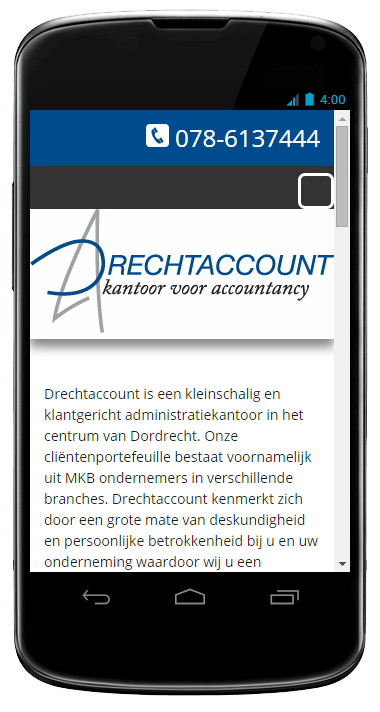 4:00
078-6137444
DRECHTACCOUNT
kantoor voor accountancy
Drechtaccount is een kleinschalig en
klantgericht administratiekantoor in het
centrum van Dordrecht. Onze
cliëntenportefeuille bestaat voornamelijk
uit MKB ondernemers in verschillende
branches. Drechtaccount kenmerkt zich
door een grote mate van deskundigheid
en persoonlijke betrokkenheid bij u en uw
onderneming waardoor wij u een